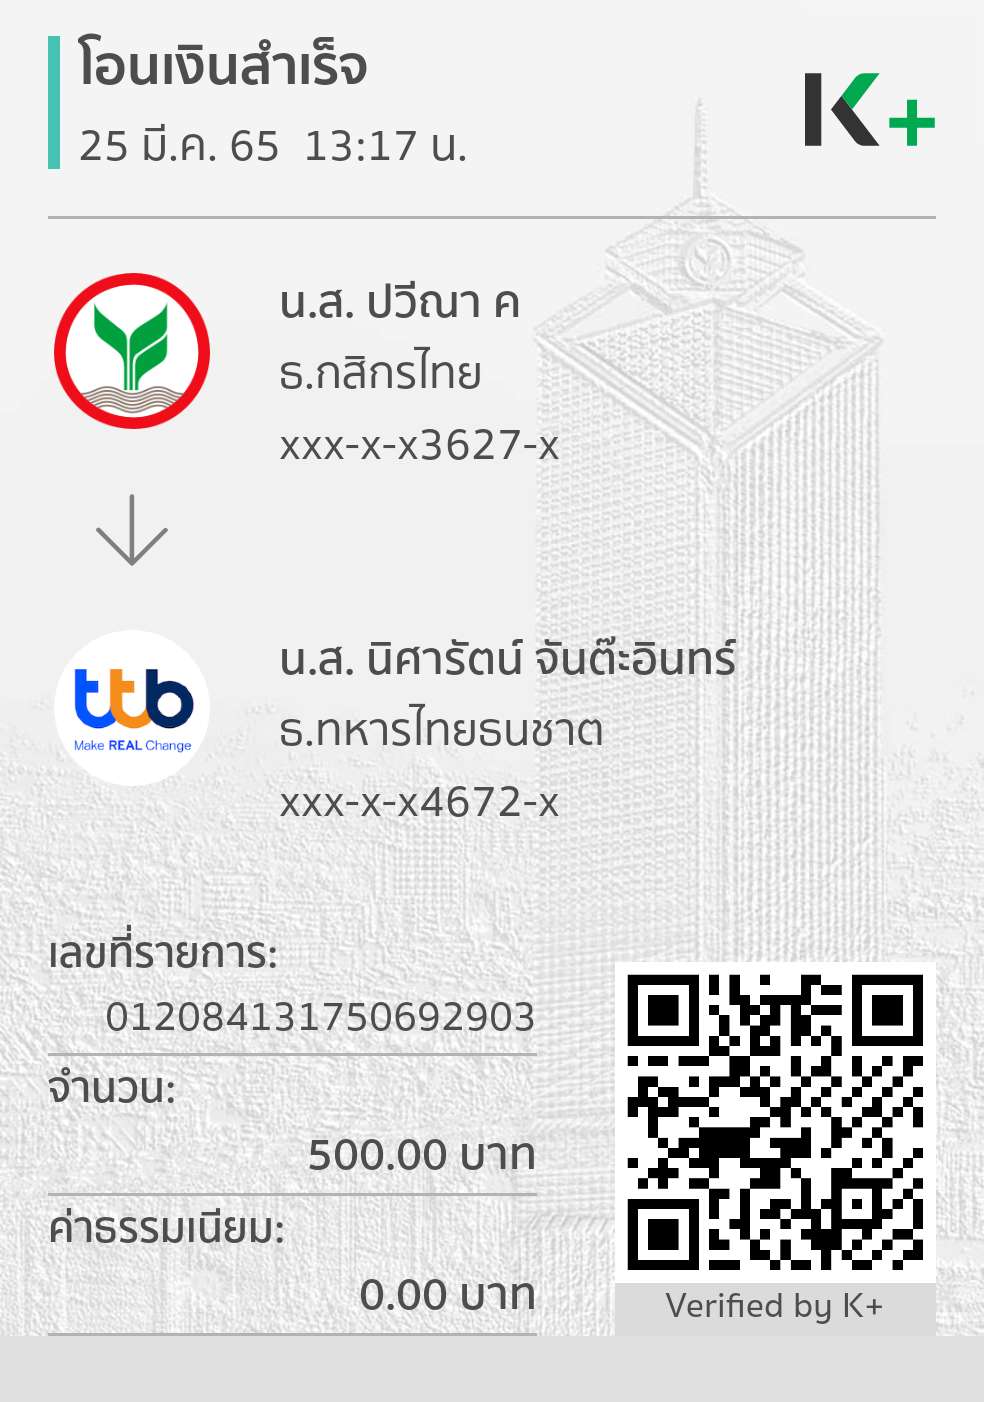 โอนเงินสำเร็จ
25 มี.ค. 65  13:17 น.
K+
น.ส. ปวีณา ค
ธ.กสิกรไทย
xxx-x-x3627-x
ttb
Make REAL Change
น.ส. นิศารัตน์ จันต๊ะอินทร์
ธ.ทหารไทยธนชาต
xxx-x-x4672-x
เลขที่รายการ:
012084131750692903
จำนวน:
500.00 บาท
ค่าธรรมเนียม:
0.00 บาท
Verified by K+